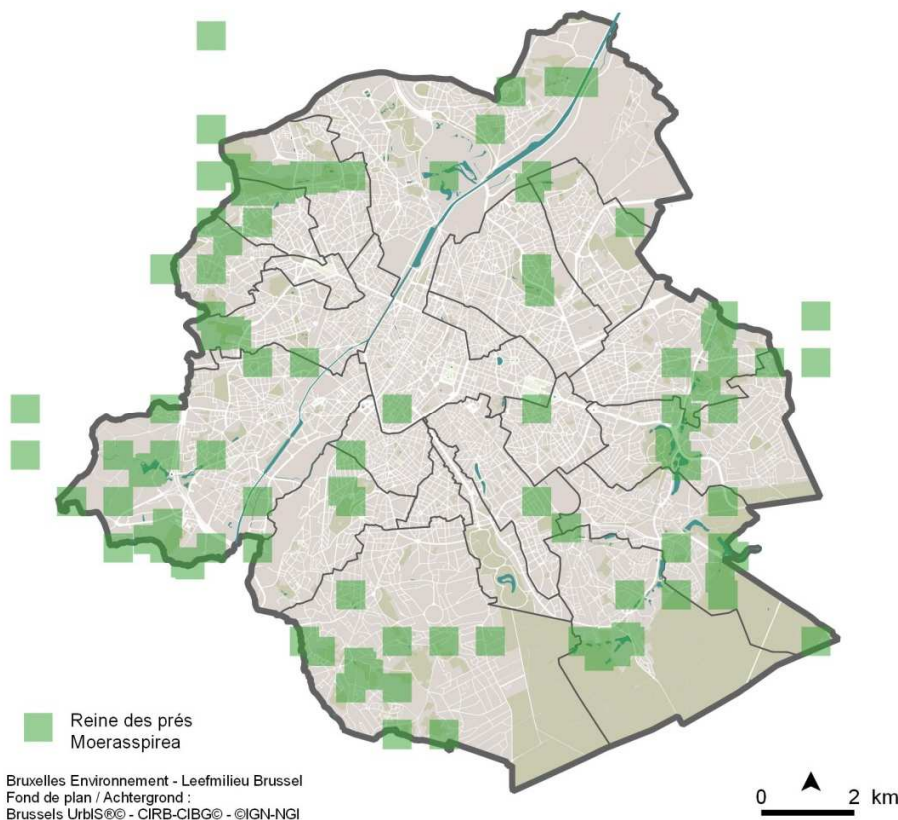 Reine des prés
Moerasspirea
Bruxelles Environnement - Leefmilieu Brussel
Fond de plan / Achtergrond :
Brussels UrbIS®© - CIRB-CIBG© - ©IGN-NGI
0 2 km